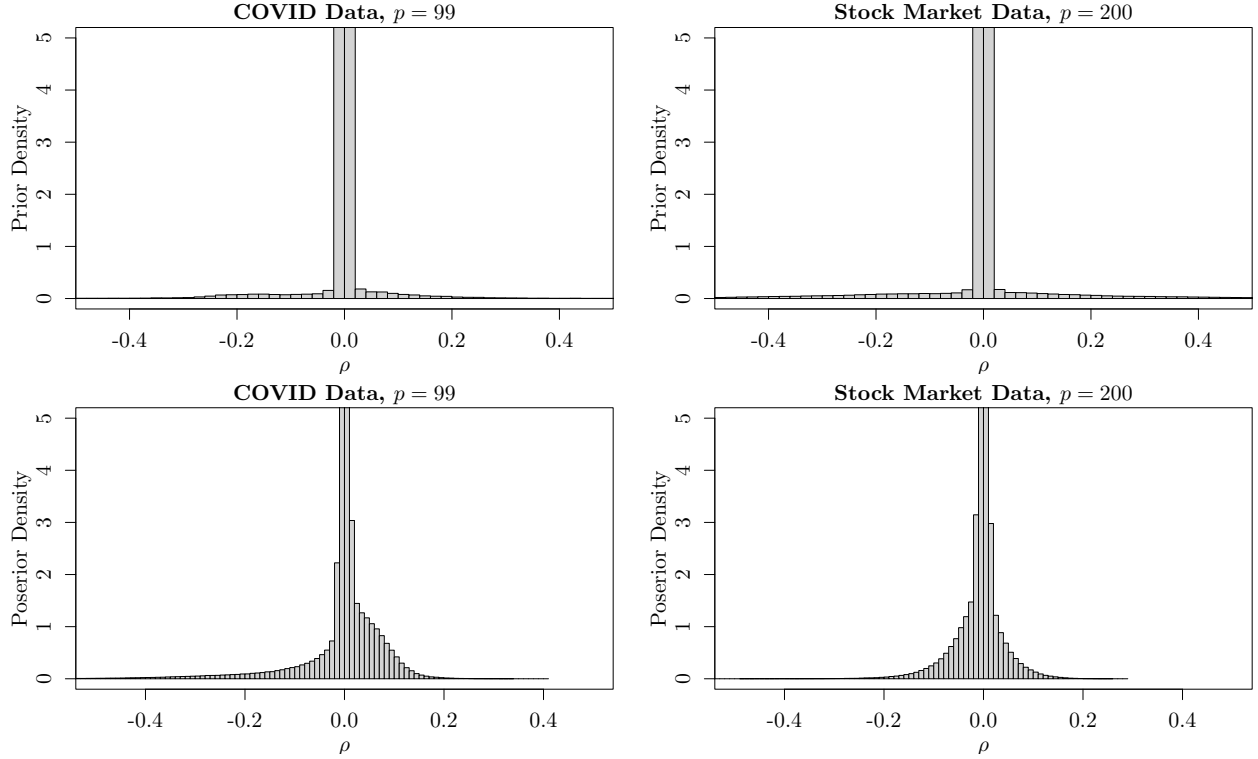 COVID Data, p = 99
Prior Density
0 1 2 3 4 5
-0.4 -0.2 0.0 0.2 0.4
ρ
Stock Market Data, p = 200
Prior Density
0 1 2 3 4 5
-0.4 -0.2 0.0 0.2 0.4
ρ
COVID Data, p = 99
Poserior Density
0 1 2 3 4 5
-0.4 -0.2 0.0 0.2 0.4
ρ
Stock Market Data, p = 200
Poserior Density
0 1 2 3 4 5
-0.4 -0.2 0.0 0.2 0.4
ρ